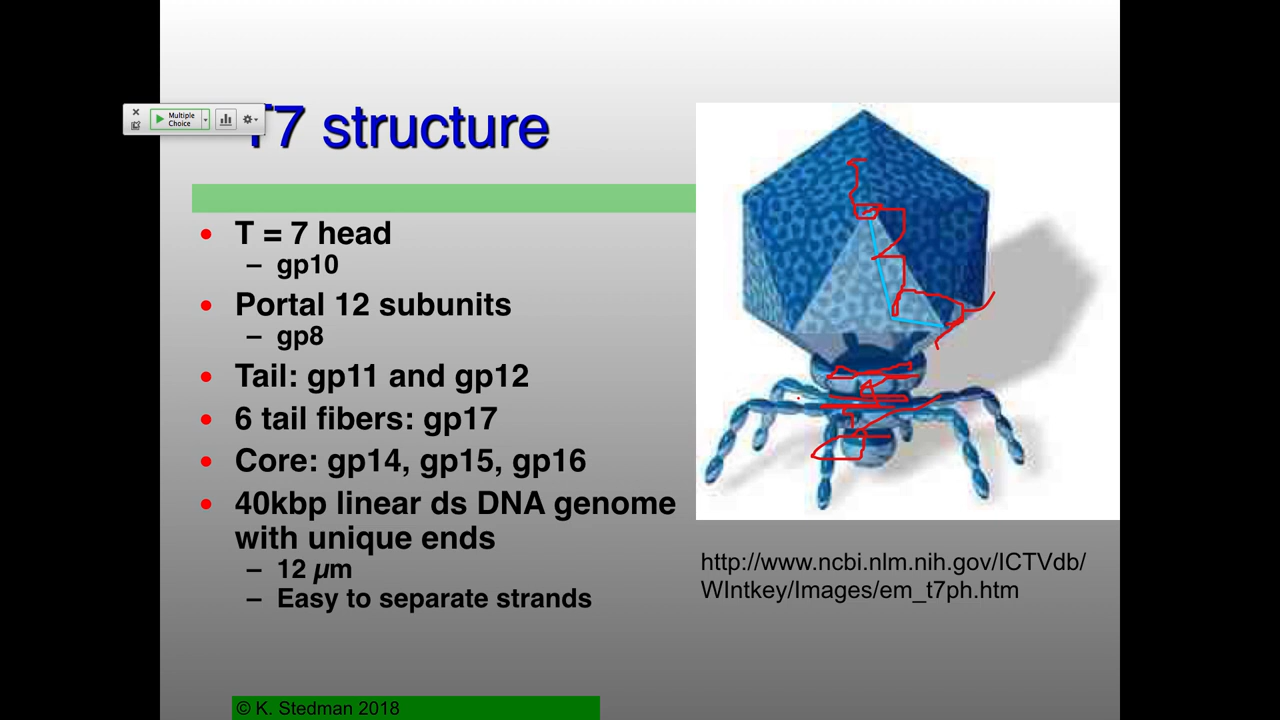 Multiple
Choice
T7 structure
• T = 7 head
– gp10
• Portal 12 subunits
– gp8
• Tail: gp11 and gp12
• 6 tail fibers: gp17
• Core: gp14, gp15, gp16
• 40kbp linear ds DNA genome
with unique ends
– 12 µm
– Easy to separate strands
http://www.ncbi.nlm.nih.gov/ICTVdb/
WIntkey/Images/em_t7ph.htm
© K. Stedman 2018